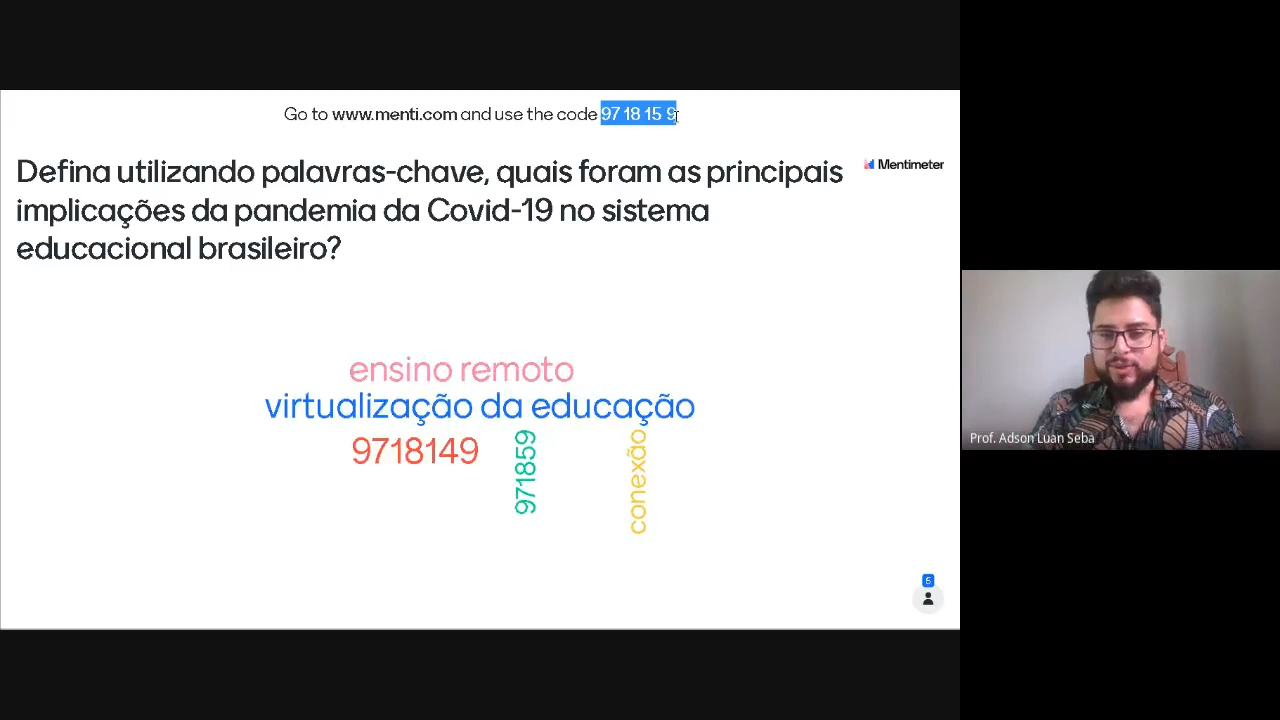 Go to www.menti.com and use the code 97 18 15 9
Mentimeter
Defina utilizando palavras-chave, quais foram as principais
implicações da pandemia da Covid-19 no sistema
educacional brasileiro?
ensino remoto
virtualização da educação
9718149
971859
conexão
5
Prof. Adson Luan Seba